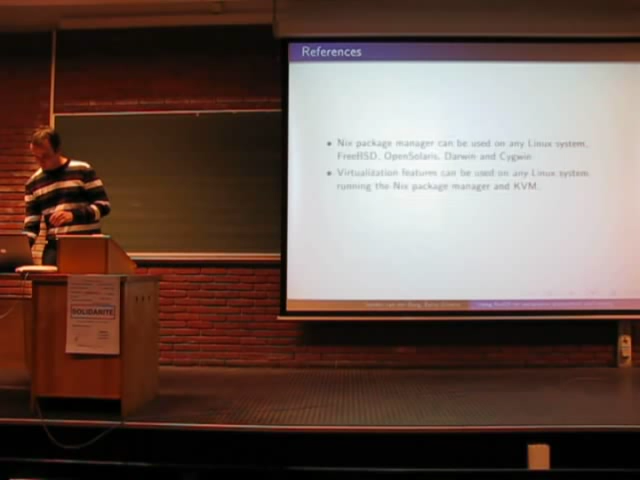 References
• Nix package manager can be used on any Linux system,
FreeBSD, OpenSolaris, Darwin and Cygwin
• Virtualization features can be used on any Linux system
running the Nix package manager and KVM.
SOLIDARITE